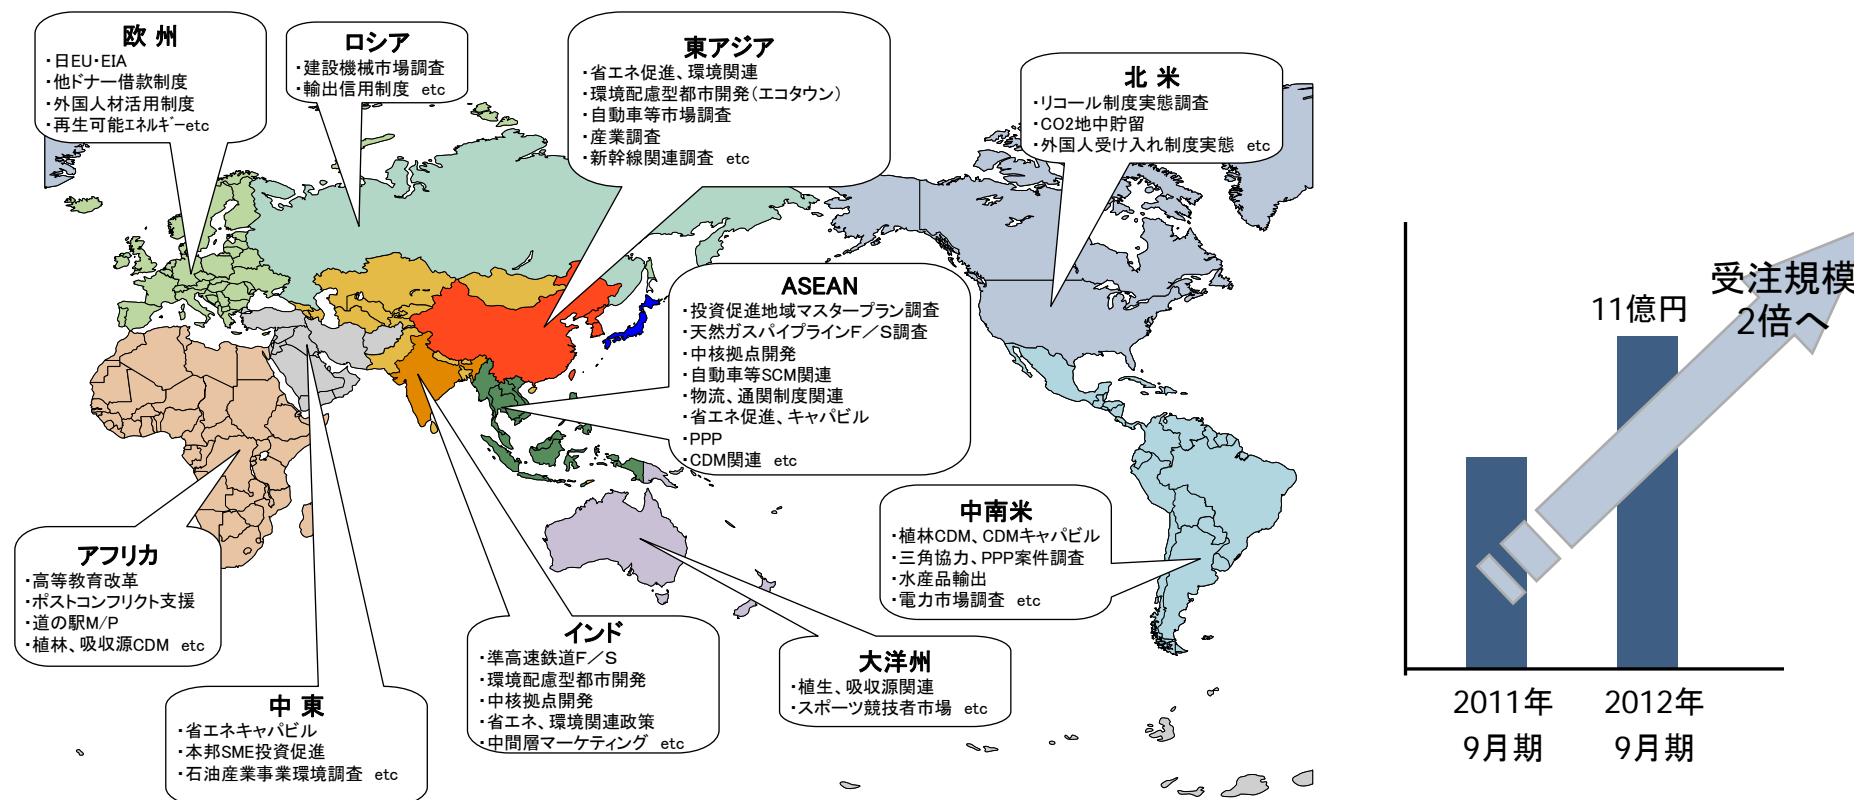 欧 州
・日EU・EIA
・他ドナー借款制度
・外国人材活用制度
・再生可能エネルギーetc
ロシア
・建設機械市場調査
・輸出信用制度 etc
東アジア
・省エネ促進、環境関連
・環境配慮型都市開発（エコタウン）
・自動車等市場調査
・産業調査
・新幹線関連調査 etc
北 米
・リコール制度実態調査
・CO2地中貯留
・外国人受け入れ制度実態 etc
ASEAN
・投資促進地域マスタープラン調査
・天然ガスパイプラインF／S調査
・中核拠点開発
・自動車等SCM関連
・物流、通関制度関連
・省エネ促進、キャパビル
・PPP
・CDM関連 etc
中南米
・植林CDM、CDMキャパビル
・三角協力、PPP案件調査
・水産品輸出
・電力市場調査 etc
アフリカ
・高等教育改革
・ポストコンフリクト支援
・道の駅M/P
・植林、吸収源CDM etc
中 東
・省エネキャパビル
・本邦SME投資促進
・石油産業事業環境調査 etc
インド
・準高速鉄道F／S
・環境配慮型都市開発
・中核拠点開発
・省エネ、環境関連政策
・中間層マーケティング etc
大洋州
・植生、吸収源関連
・スポーツ競技者市場 etc
受注規模
2倍へ
11億円
2011年
9月期
2012年
9月期